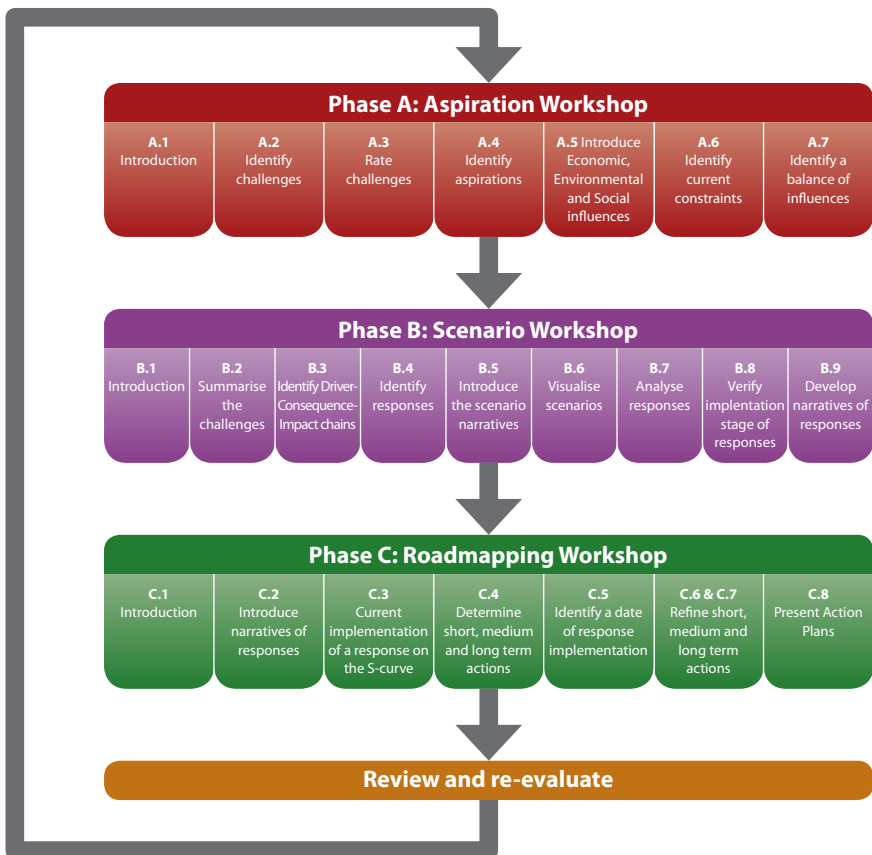 Phase A: Aspiration Workshop
A.1
Introduction
A.2
Identify
challenges
A.3
Rate
challenges
A.4
Identify
aspirations
A.5 Introduce
Economic,
Environmental
and Social
influences
A.6
Identify
current
constraints
A.7
Identify a
balance of
influences
Phase B: Scenario Workshop
B.1
Introduction
B.2
Summarise
the
challenges
B.3
Identify Driver-
Consequence-
Impact chains
B.4
Identify
responses
B.5
Introduce
the scenario
narratives
B.6
Visualise
scenarios
B.7
Analyse
responses
B.8
Verify
implentation
stage of
responses
B.9
Develop
narratives of
responses
Phase C: Roadmapping Workshop
C.1
Introduction
C.2
Introduce
narratives of
responses
C.3
Current
implementation
of a response on
the S-curve
C.4
Determine
short, medium
and long term
actions
C.5
Identify a date
of response
implementation
C.6 & C.7
Refine short,
medium and
long term
actions
C.8
Present Action
Plans
Review and re-evaluate